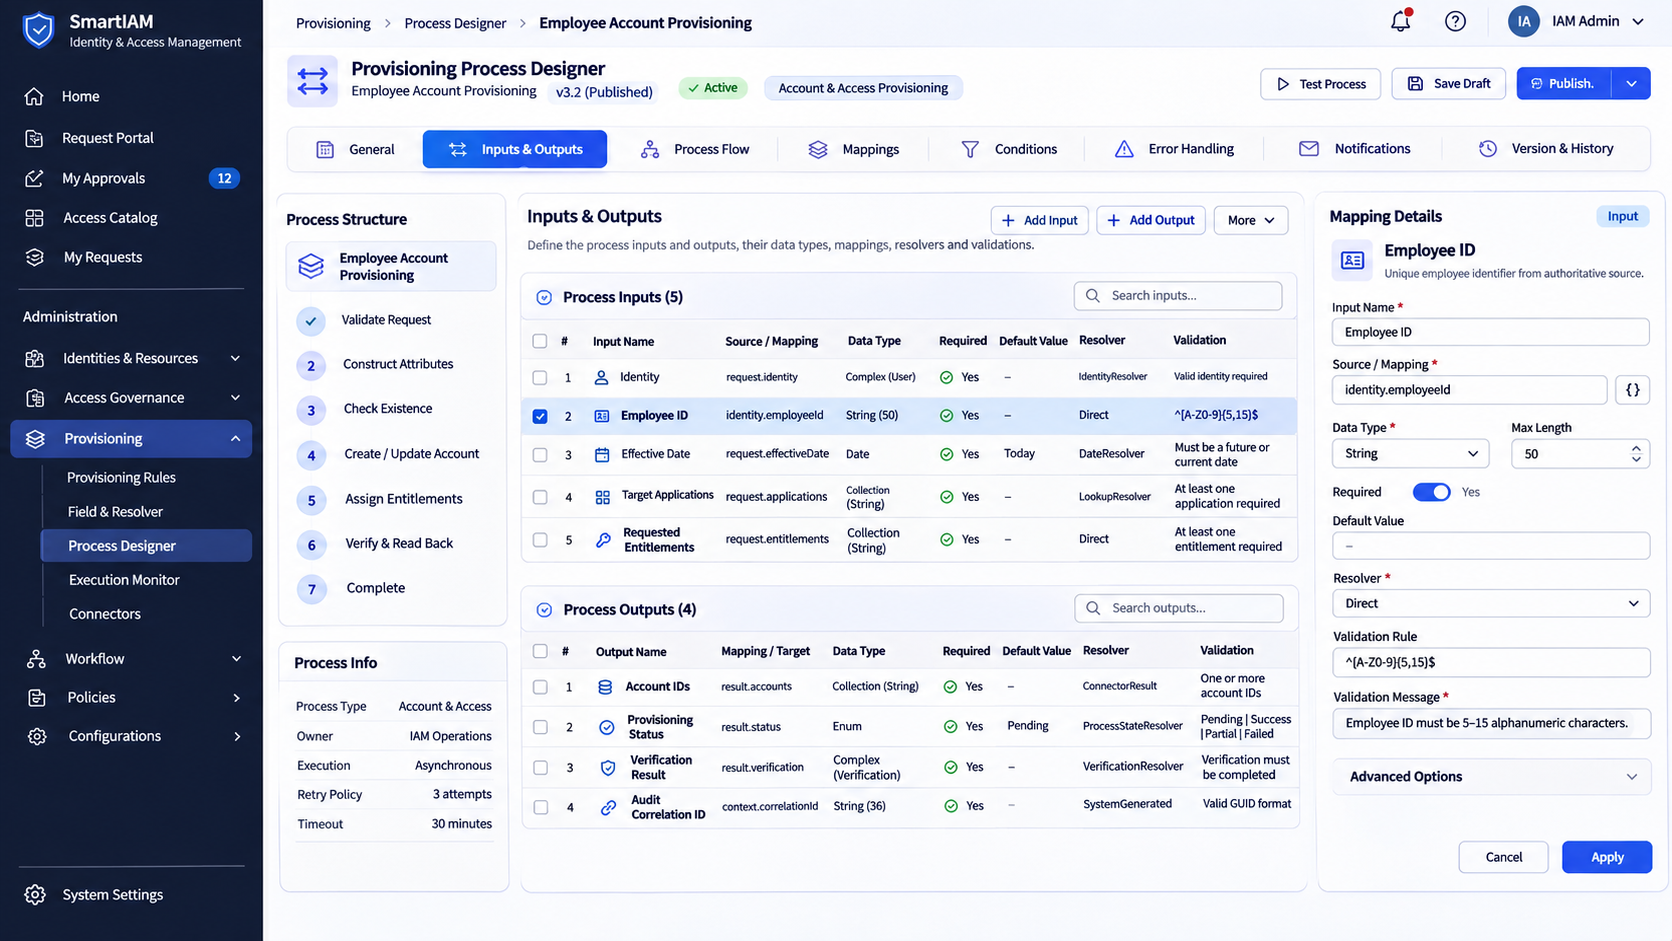 SmartIAM
Identity & Access Management
Home
Request Portal
My Approvals 12
Access Catalog
My Requests
Administration
Identities & Resources
Access Governance
Provisioning
Provisioning Rules
Field & Resolver
Process Designer
Execution Monitor
Connectors
Workflow
Policies
Configurations
System Settings
Provisioning > Process Designer > Employee Account Provisioning
IA IAM Admin
Provisioning Process Designer
Employee Account Provisioning v3.2 (Published) Active Account & Access Provisioning
Test Process Save Draft Publish.
General Inputs & Outputs Process Flow Mappings Conditions Error Handling Notifications Version & History
Process Structure
Employee Account
Provisioning
Validate Request
2 Construct Attributes
3 Check Existence
4 Create / Update Account
5 Assign Entitlements
6 Verify & Read Back
7 Complete
Process Info
Process Type Account & Access
Owner IAM Operations
Execution Asynchronous
Retry Policy 3 attempts
Timeout 30 minutes
Inputs & Outputs
Add Input Add Output More
Define the process inputs and outputs, their data types, mappings, resolvers and validations.
Process Inputs (5) Search inputs...
# Input Name Source / Mapping Data Type Required Default Value Resolver Validation
1 Identity request.identity Complex (User) Yes – IdentityResolver Valid identity required
2 Employee ID identity.employeeId String (50) Yes – Direct ^[A-Z0-9}{5,15}$
3 Effective Date request.effectiveDate Date Yes Today DateResolver Must be a future or
current date
4 Target Applications request.applications Collection
(String) Yes – LookupResolver At least one
application required
5 Requested
Entitlements request.entitlements Collection
(String) Yes – Direct At least one
entitlement required
Process Outputs (4) Search outputs...
# Output Name Mapping / Target Data Type Required Default Value Resolver Validation
1 Account IDs result.accounts Collection (String) Yes – ConnectorResult One or more
account IDs
2 Provisioning
Status result.status Enum Yes Pending ProcessStateResolver Pending | Success
| Partial | Failed
3 Verification
Result result.verification Complex
(Verification) Yes – VerificationResolver Verification must
be completed
4 Audit
Correlation ID context.correlationId String (36) Yes – SystemGenerated Valid GUID format
Mapping Details Input
Employee ID
Unique employee identifier from authoritative source.
Input Name *
Employee ID
Source / Mapping *
identity.employeeId {}
Data Type * Max Length
String 50
Required Yes
Default Value
–
Resolver *
Direct
Validation Rule
^{A-Z0-9}{5,15}$
Validation Message *
Employee ID must be 5–15 alphanumeric characters.
Advanced Options
Cancel Apply